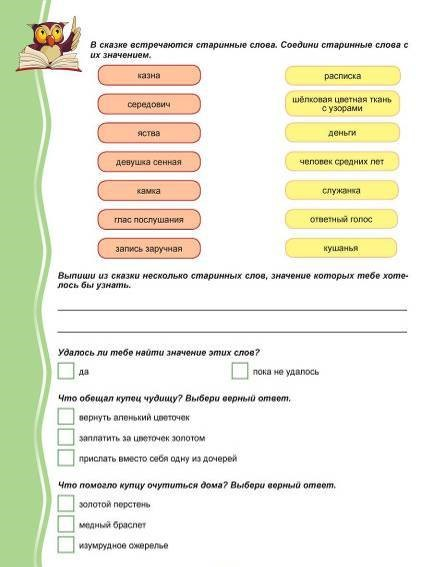 В сказке встречаются старинные слова. Соедини старинные слова с
их значением.
казна
расписка
середович
шёлковая цветная ткань
с узорами
яства
деньги
девушка сенная
человек средних лет
камка
служанка
глас послушания
ответный голос
запись заручная
кушанья
Выпиши из сказки несколько старинных слов, значение которых тебе хоте-
лось бы узнать.
Удалось ли тебе найти значение этих слов?
да
пока не удалось
Что обещал купец чудищу? Выбери верный ответ.
вернуть аленький цветочек
заплатить за цветочек золотом
прислать вместо себя одну из дочерей
Что помогло купцу очутиться дома? Выбери верный ответ.
золотой перстень
медный браслет
изумрудное ожерелье